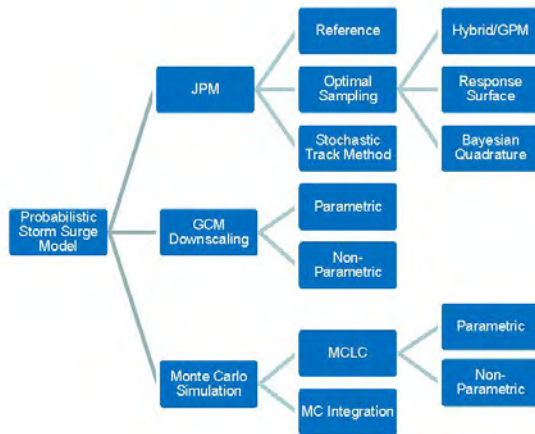 Reference
Hybrid/GPM
JPM
Optimal
Sampling
Response
Surface
Stochastic
Track Method
Bayesian
Quadrature
Probabilistic
Storm Surge
Model
GCM
Downscaling
Parametric
Non-
Parametric
Monte Carlo
Simulation
MCLC
Parametric
Non-
Parametric
MC Integration